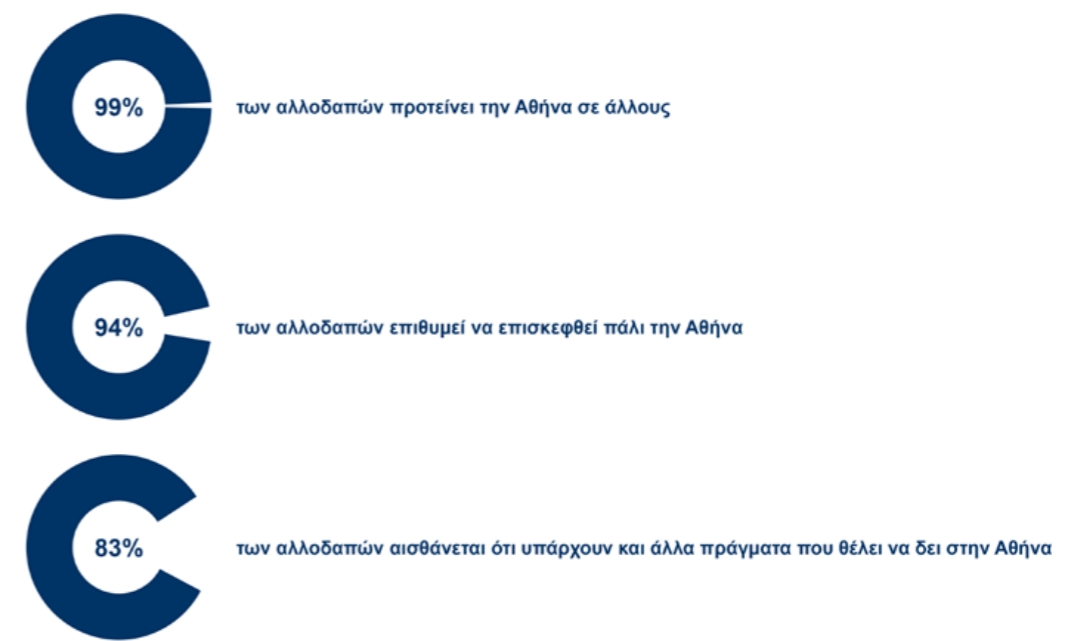 99%
των αλλοδαπών προτείνει την Αθήνα σε άλλους
94%
των αλλοδαπών επιθυμεί να επισκεφθεί πάλι την Αθήνα
83%
των αλλοδαπών αισθάνεται ότι υπάρχουν και άλλα πράγματα που θέλει να δει στην Αθήνα